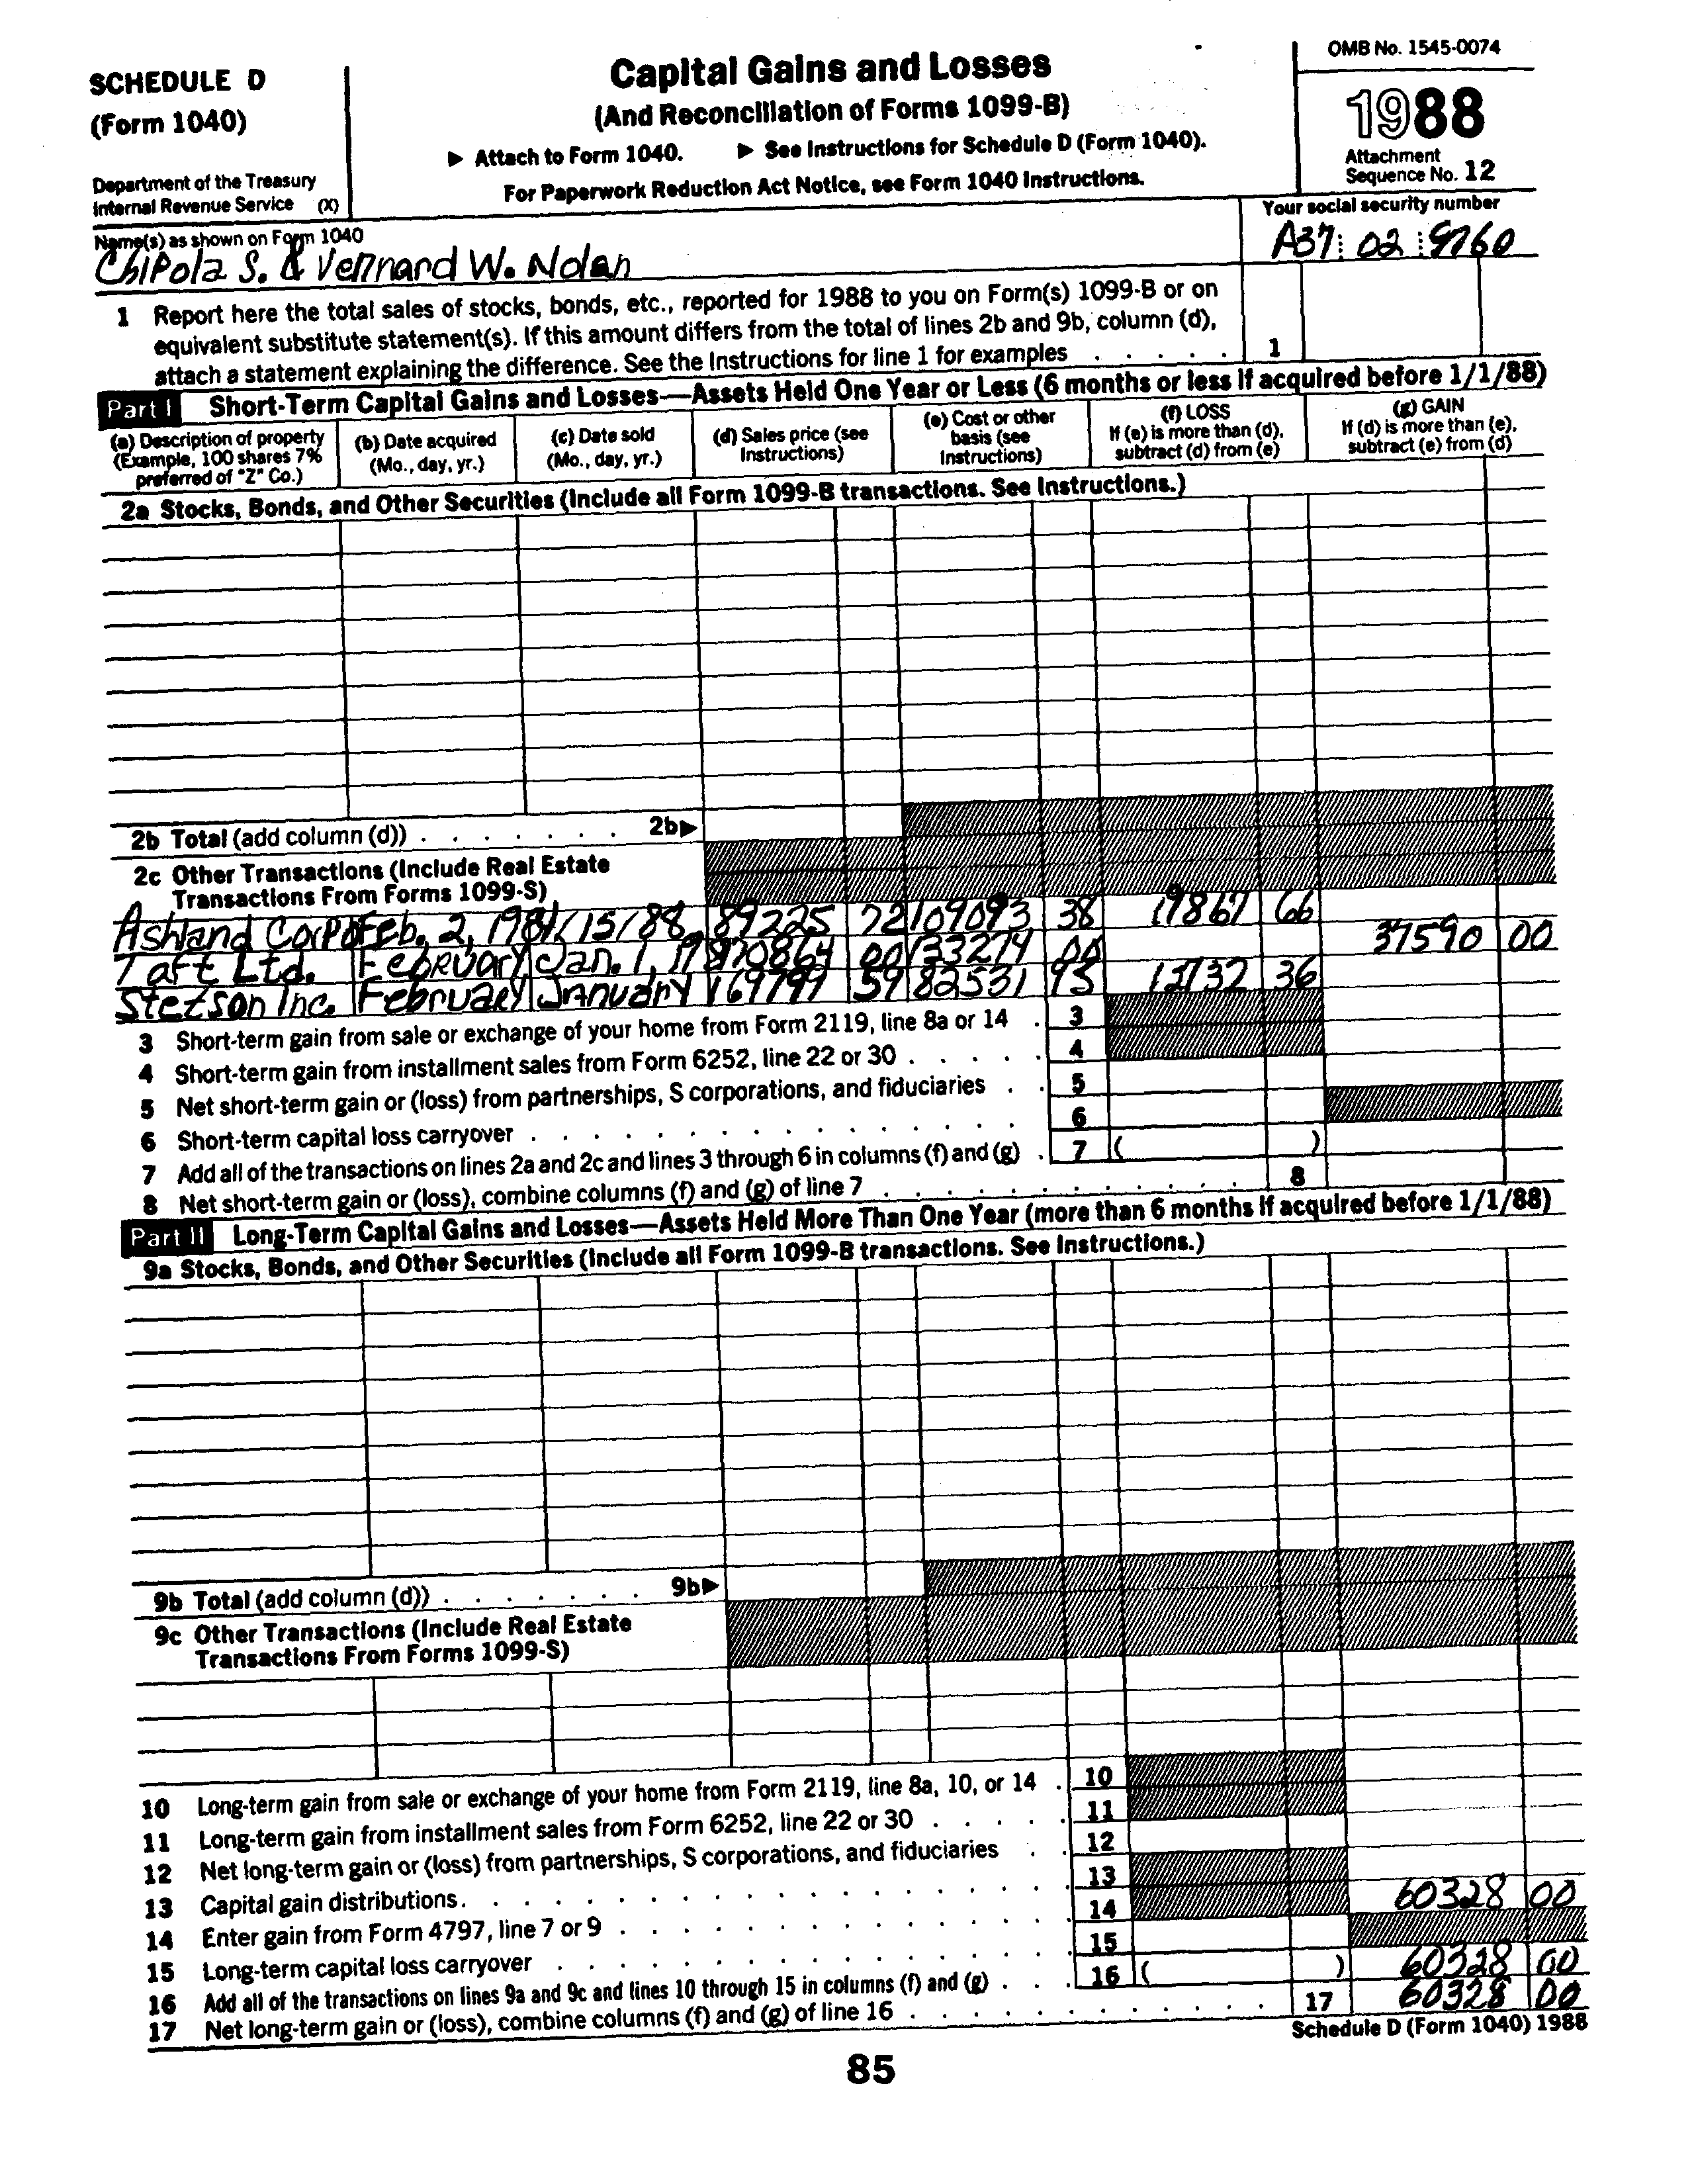 SCHEDULE D
(Form 1040)
Department of the Treasury
Internal Revenue Service (X)
Capital Gains and Losses
(And Reconciliation of Forms 1099-B)
▶ Attach to Form 1040. ▶ See Instructions for Schedule D (Form 1040).
For Paperwork Reduction Act Notice, see Form 1040 Instructions.
OMB No. 1545-0074
1988
Attachment
Sequence No. 12
Name(s) as shown on Form 1040
Chipola S. & Vennard W. Nolan
Your social security number
A37 02 9760
1 Report here the total sales of stocks, bonds, etc., reported for 1988 to you on Form(s) 1099-B or on
equivalent substitute statement(s). If this amount differs from the total of lines 2b and 9b, column (d),
attach a statement explaining the difference. See the Instructions for line 1 for examples . . . . . 1
Part I Short-Term Capital Gains and Losses—Assets Held One Year or Less (6 months or less if acquired before 1/1/88)
(a) Description of property
(Example, 100 shares 7%
preferred of "Z" Co.)
(b) Date acquired
(Mo., day, yr.)
(c) Date sold
(Mo., day, yr.)
(d) Sales price (see
Instructions)
(e) Cost or other
basis (see
Instructions)
(f) LOSS
If (e) is more than (d),
subtract (d) from (e)
(g) GAIN
If (d) is more than (e),
subtract (e) from (d)
2a Stocks, Bonds, and Other Securities (Include all Form 1099-B transactions. See Instructions.)
2b Total (add column (d)) . . . . . . . 2b▶
2c Other Transactions (Include Real Estate
Transactions From Forms 1099-S)
Ashland Feb. 2, 15/88 89225 72 109093 38 19867 66
Taft Ltd. February Jan. 1, 170864 00 133274 00 37590 00
Stetson Inc. February January 169799 59 182531 95 12732 36
3 Short-term gain from sale or exchange of your home from Form 2119, line 8a or 14 . 3
4 Short-term gain from installment sales from Form 6252, line 22 or 30 . . . . . 4
5 Net short-term gain or (loss) from partnerships, S corporations, and fiduciaries . . 5
6 Short-term capital loss carryover . . . . . . . . . . . . . . . 6
7 Add all of the transactions on lines 2a and 2c and lines 3 through 6 in columns (f) and (g) . 7 ( )
8 Net short-term gain or (loss), combine columns (f) and (g) of line 7 . . . . . . . . . . . . 8
Part II Long-Term Capital Gains and Losses—Assets Held More Than One Year (more than 6 months if acquired before 1/1/88)
9a Stocks, Bonds, and Other Securities (Include all Form 1099-B transactions. See Instructions.)
9b Total (add column (d)) . . . . . . . 9b▶
9c Other Transactions (Include Real Estate
Transactions From Forms 1099-S)
10 Long-term gain from sale or exchange of your home from Form 2119, line 8a, 10, or 14 . 10
11 Long-term gain from installment sales from Form 6252, line 22 or 30 . . . . . 11
12 Net long-term gain or (loss) from partnerships, S corporations, and fiduciaries . . 12
13 Capital gain distributions. . . . . . . . . . . . . . . . . 13
14 Enter gain from Form 4797, line 7 or 9 . . . . . . . . . . . . . 14 60328 00
15 Long-term capital loss carryover . . . . . . . . . . . . . . . 15
16 Add all of the transactions on lines 9a and 9c and lines 10 through 15 in columns (f) and (g) . . . 16 ( ) 60328 00
17 Net long-term gain or (loss), combine columns (f) and (g) of line 16 . . . . . . . . . . . . 17 60328 00
Schedule D (Form 1040) 1988
85